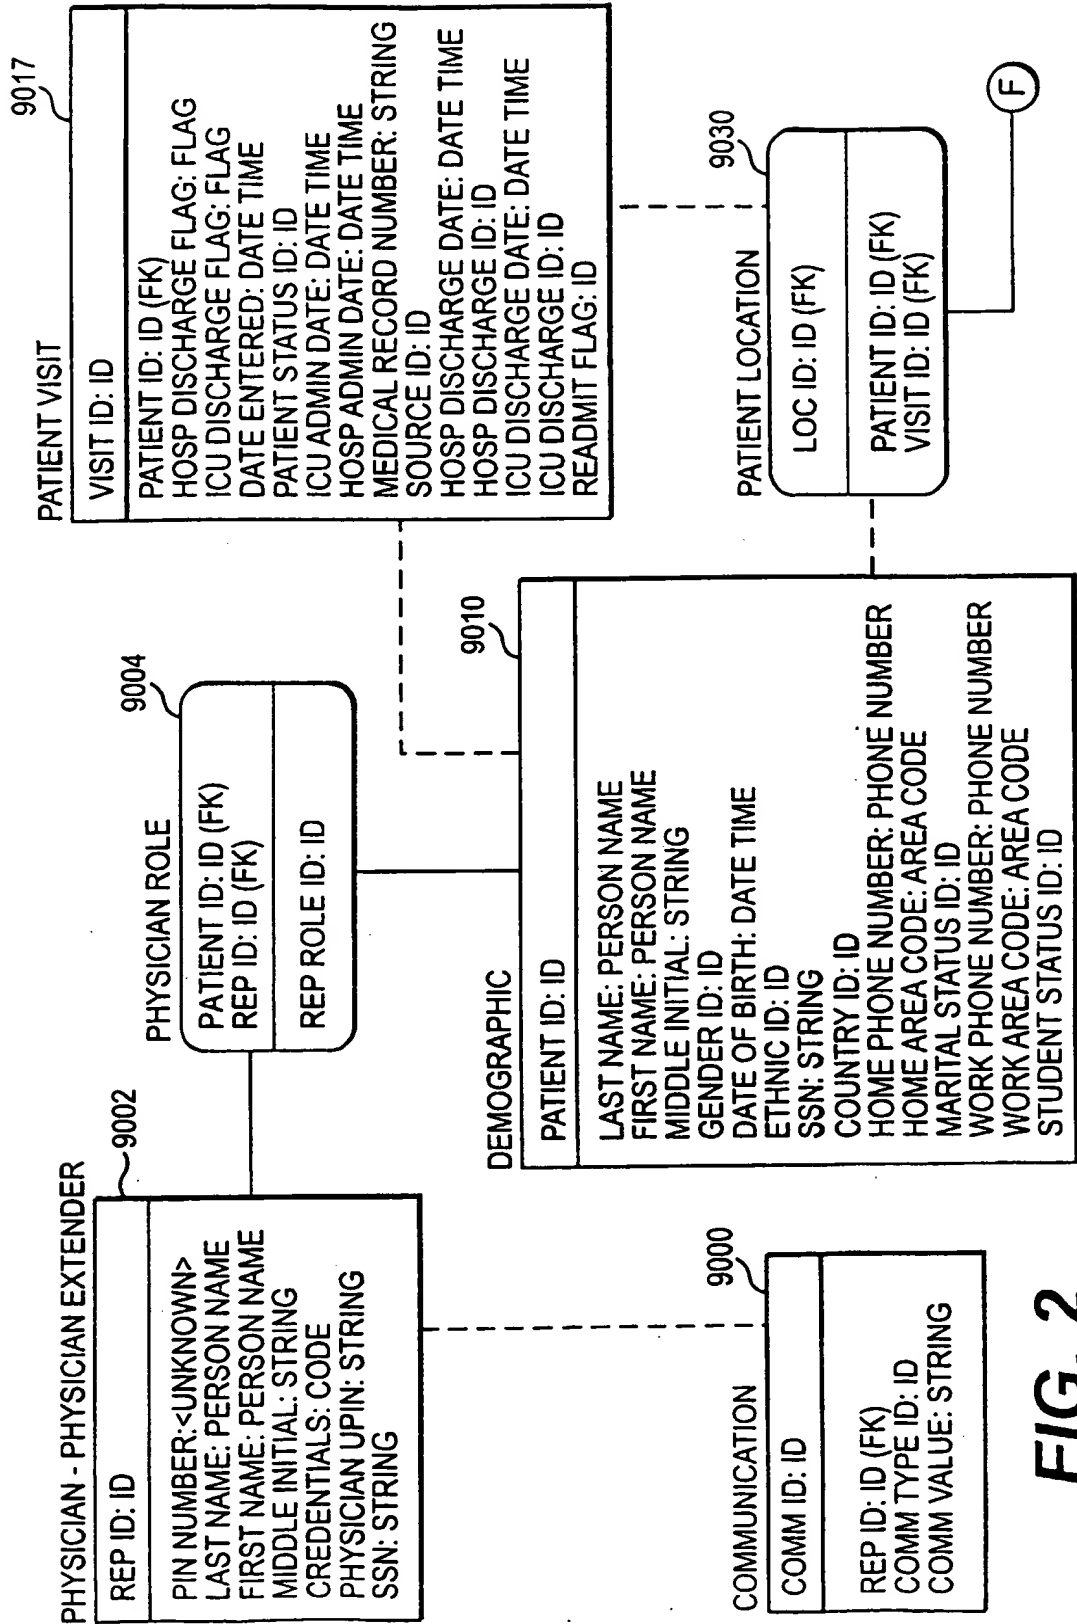 PHYSICIAN - PHYSICIAN EXTENDER
9002
REP ID: ID
PIN NUMBER:<UNKNOWN>
LAST NAME: PERSON NAME
FIRST NAME: PERSON NAME
MIDDLE INITIAL: STRING
CREDENTIALS: CODE
PHYSICIAN UPIN: STRING
SSN: STRING
PHYSICIAN ROLE
9004
PATIENT ID: ID (FK)
REP ID: ID (FK)
REP ROLE ID: ID
PATIENT VISIT
9017
VISIT ID: ID
PATIENT ID: ID (FK)
HOSP DISCHARGE FLAG: FLAG
ICU DISCHARGE FLAG: FLAG
DATE ENTERED: DATE TIME
PATIENT STATUS ID: ID
ICU ADMIN DATE: DATE TIME
HOSP ADMIN DATE: DATE TIME
MEDICAL RECORD NUMBER: STRING
SOURCE ID: ID
HOSP DISCHARGE DATE: DATE TIME
HOSP DISCHARGE ID: ID
ICU DISCHARGE DATE: DATE TIME
ICU DISCHARGE ID: ID
READMIT FLAG: ID
COMMUNICATION
9000
COMM ID: ID
REP ID: ID (FK)
COMM TYPE ID: ID
COMM VALUE: STRING
DEMOGRAPHIC
9010
PATIENT ID: ID
LAST NAME: PERSON NAME
FIRST NAME: PERSON NAME
MIDDLE INITIAL: STRING
GENDER ID: ID
DATE OF BIRTH: DATE TIME
ETHNIC ID: ID
SSN: STRING
COUNTRY ID: ID
HOME PHONE NUMBER: PHONE NUMBER
HOME AREA CODE: AREA CODE
MARITAL STATUS ID: ID
WORK PHONE NUMBER: PHONE NUMBER
WORK AREA CODE: AREA CODE
STUDENT STATUS ID: ID
PATIENT LOCATION
9030
LOC ID: ID (FK)
PATIENT ID: ID (FK)
VISIT ID: ID (FK)
F
FIG. 2